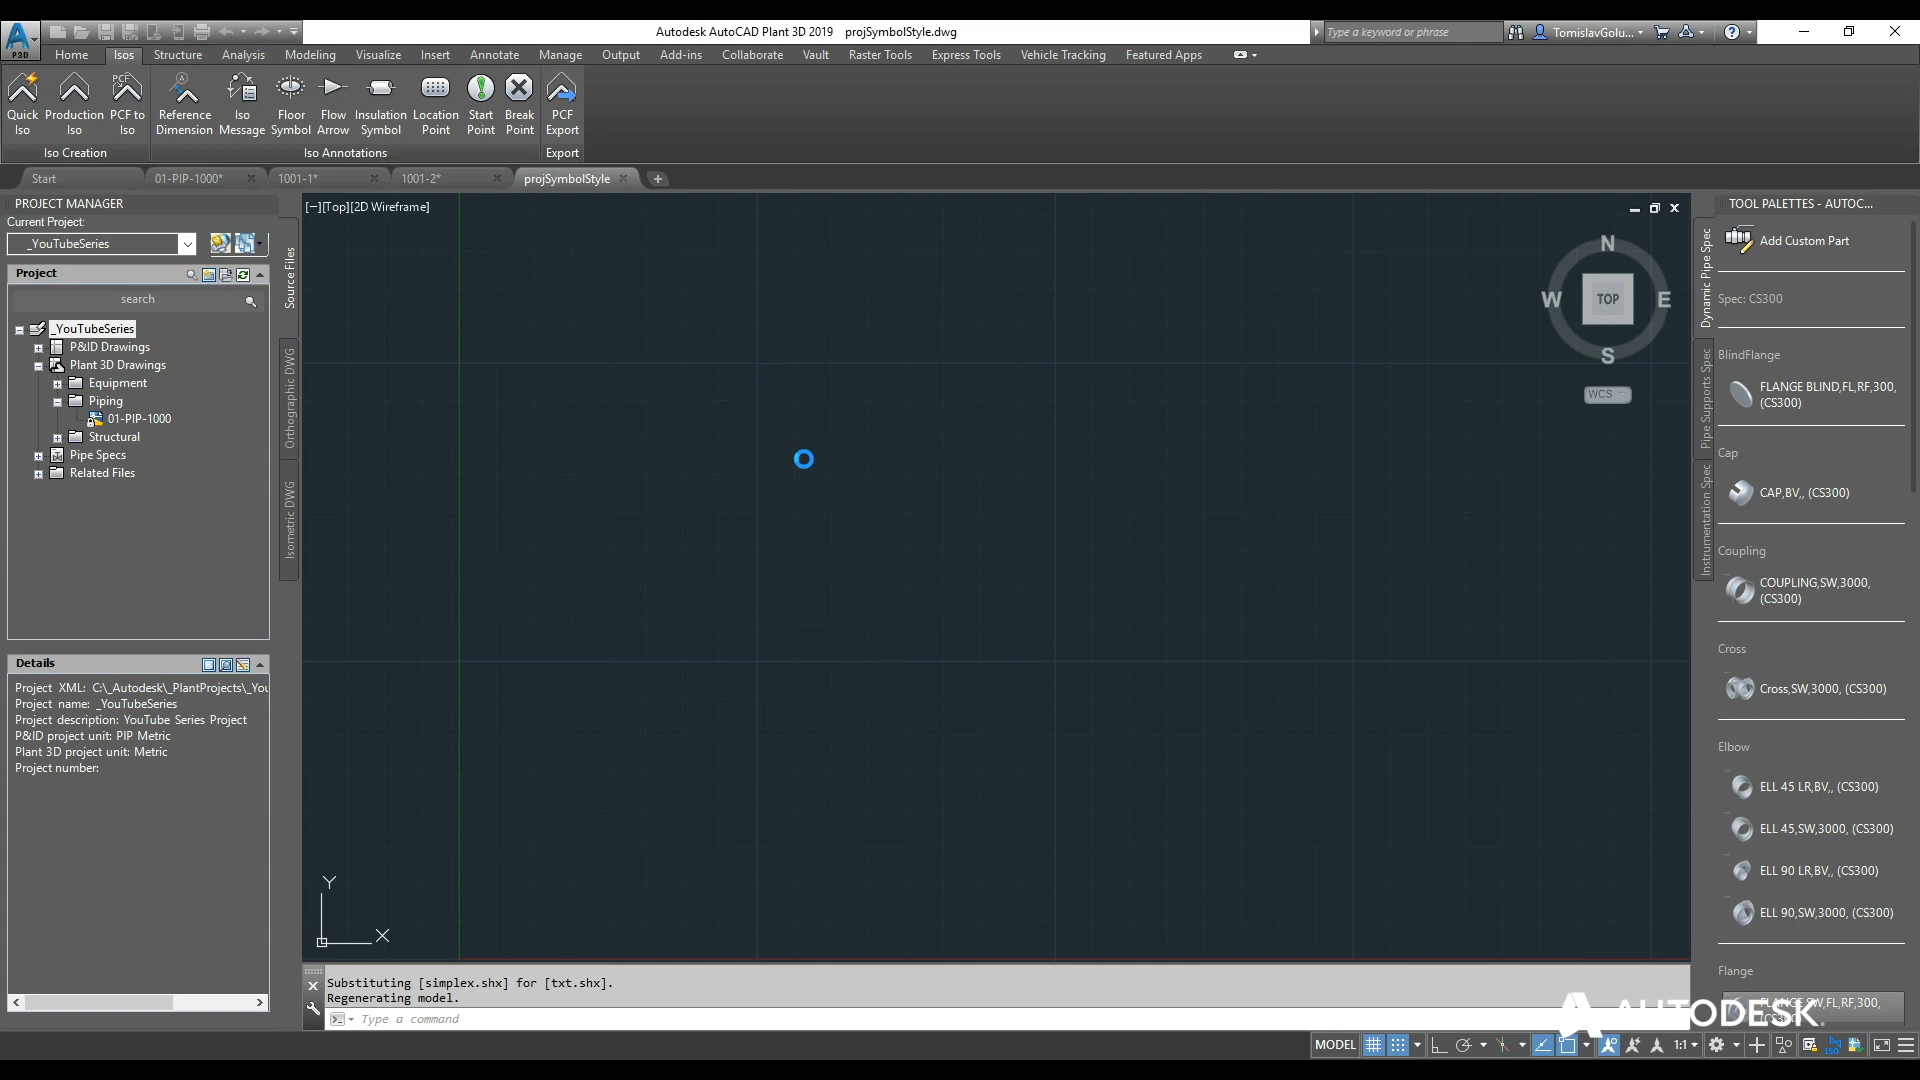 Autodesk AutoCAD Plant 3D 2019 projSymbolStyle.dwg
Type a keyword or phrase
TomislavGolu...
P3D
Home Isos Structure Analysis Modeling Visualize Insert Annotate Manage Output Add-ins Collaborate Vault Raster Tools Express Tools Vehicle Tracking Featured Apps
Quick Iso
Production Iso
PCF to Iso
Reference Dimension
Iso Message
Floor Symbol
Flow Arrow
Insulation Symbol
Location Point
Start Point
Break Point
PCF Export
Iso Creation
Iso Annotations
Export
Start 01-PIP-1000* 1001-1* 1001-2* projSymbolStyle
PROJECT MANAGER
Current Project:
_YouTubeSeries
Project
search
_YouTubeSeries
P&ID Drawings
Plant 3D Drawings
Equipment
Piping
01-PIP-1000
Structural
Pipe Specs
Related Files
Source Files
Orthographic DWG
Isometric DWG
Details
Project XML: C:\_Autodesk\_PlantProjects\_You
Project name: _YouTubeSeries
Project description: YouTube Series Project
P&ID project unit: PIP Metric
Plant 3D project unit: Metric
Project number:
[−][Top][2D Wireframe]
N
W TOP E
S
WCS
Y
X
Substituting [simplex.shx] for [txt.shx].
Regenerating model.
Type a command
TOOL PALETTES - AUTOC...
Dynamic Pipe Spec
Pipe Supports Spec
Instrumentation Spec
Add Custom Part
Spec: CS300
BlindFlange
FLANGE BLIND,FL,RF,300, (CS300)
Cap
CAP,BV,, (CS300)
Coupling
COUPLING,SW,3000, (CS300)
Cross
Cross,SW,3000, (CS300)
Elbow
ELL 45 LR,BV,, (CS300)
ELL 45,SW,3000, (CS300)
ELL 90 LR,BV,, (CS300)
ELL 90,SW,3000, (CS300)
Flange
FLANGE,SW,FL,RF,300, (CS300)
AUTODESK.
MODEL
1:1
ISO